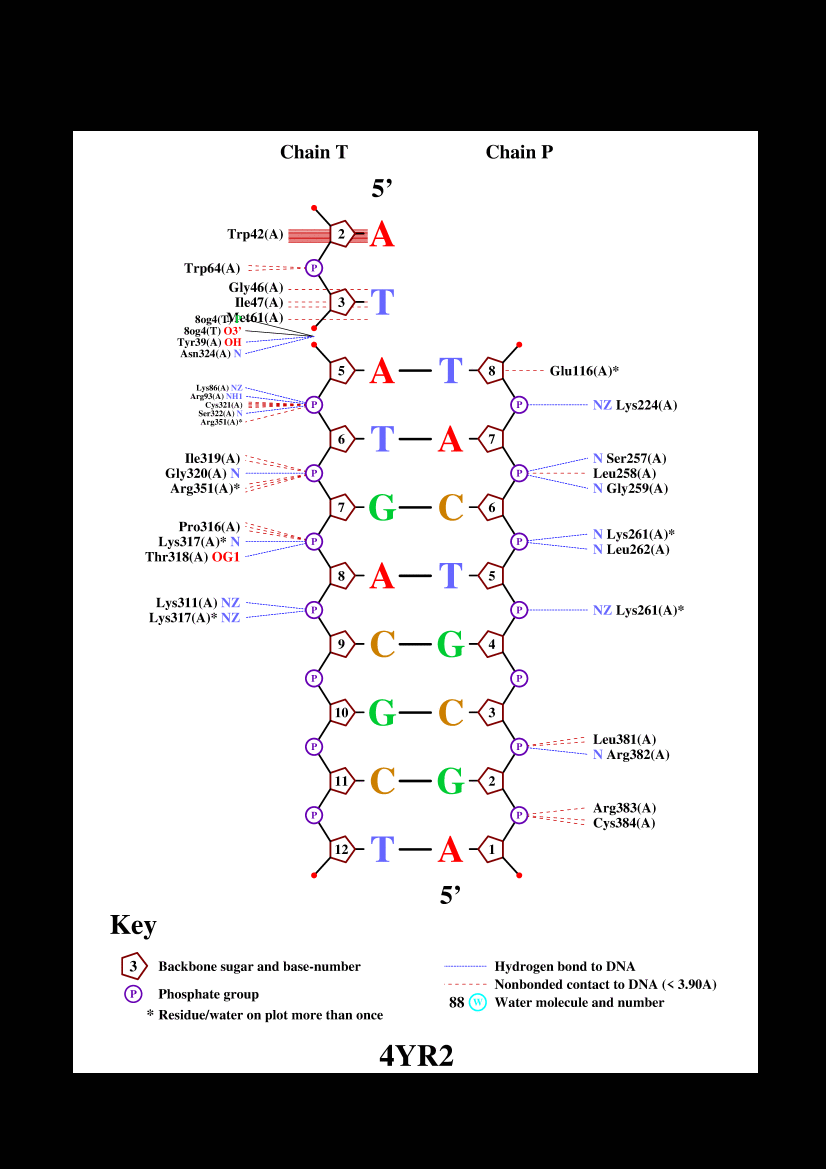 Chain T Chain P
5’
Trp42(A) 2 A
Trp64(A) P
Gly46(A)
Ile47(A) 3 T
Met61(A)
8og4(T)
8og4(T) O3'
Tyr39(A) OH
Asn324(A) N
5 A T 8 Glu116(A)*
Lys86(A) NZ
Arg93(A) NH1
Cys321(A) P P NZ Lys224(A)
Ser322(A) N
Arg351(A)*
6 T A 7
Ile319(A) N Ser257(A)
Gly320(A) N P P Leu258(A)
Arg351(A)* N Gly259(A)
7 G C 6
Pro316(A) N Lys261(A)*
Lys317(A)* N P P N Leu262(A)
Thr318(A) OG1
8 A T 5
Lys311(A) NZ P P NZ Lys261(A)*
Lys317(A)* NZ
9 C G 4
P P
10 G C 3
P P Leu381(A)
N Arg382(A)
11 C G 2
P P Arg383(A)
Cys384(A)
12 T A 1
5’
Key
3 Backbone sugar and base-number
P Phosphate group
* Residue/water on plot more than once
Hydrogen bond to DNA
Nonbonded contact to DNA (< 3.90A)
88 W Water molecule and number
4YR2